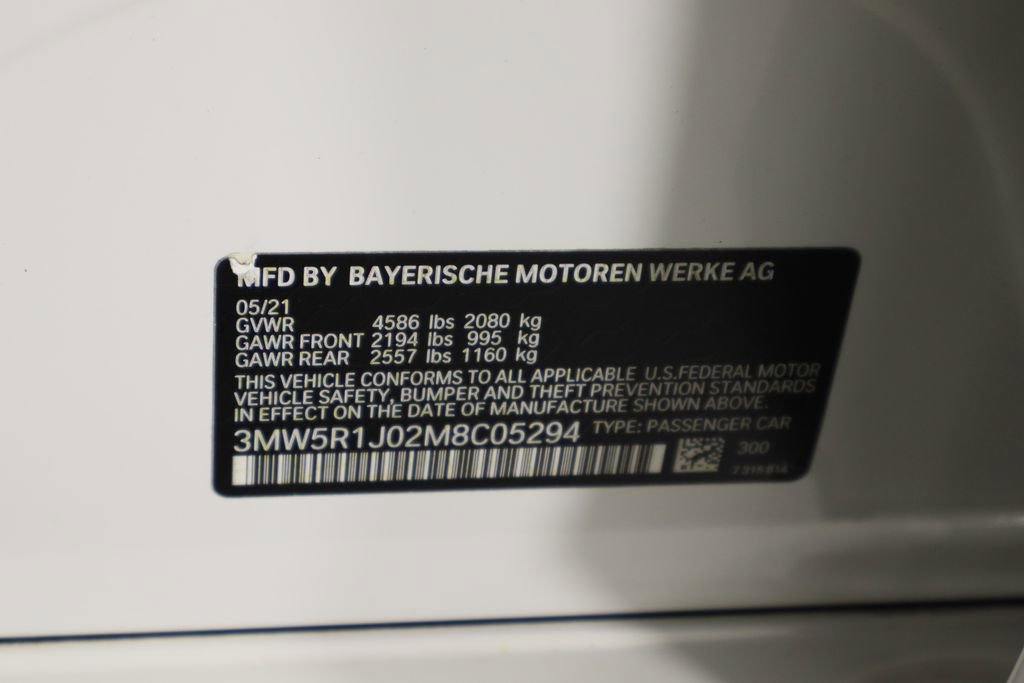 MFD BY BAYERISCHE MOTOREN WERKE AG
05/21
GVWR 4586 lbs 2080 kg
GAWR FRONT 2194 lbs 995 kg
GAWR REAR 2557 lbs 1160 kg
THIS VEHICLE CONFORMS TO ALL APPLICABLE U.S.FEDERAL MOTOR
VEHICLE SAFETY, BUMPER AND THEFT PREVENTION STANDARDS
IN EFFECT ON THE DATE OF MANUFACTURE SHOWN ABOVE.
3MW5R1J02M8C05294 TYPE: PASSENGER CAR
300
7315814